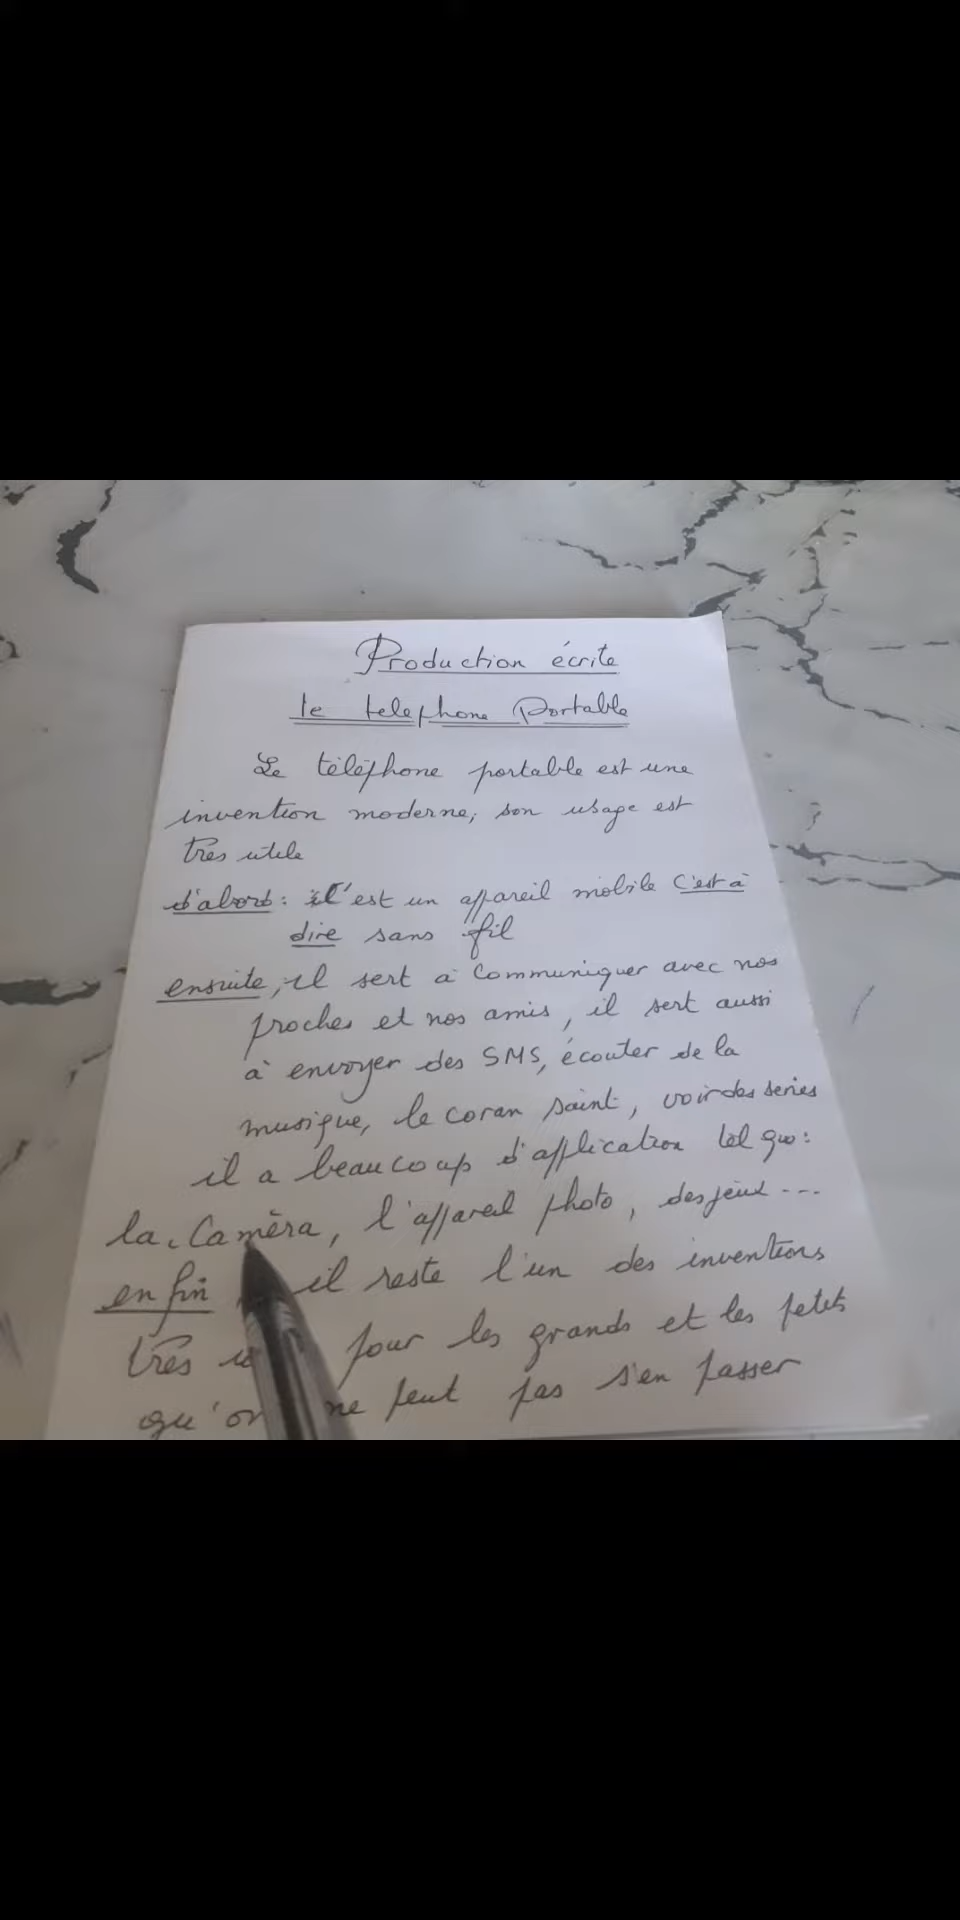 Production écrite
le telephone Portable
Le téléphone portable est une
invention moderne, son usage est
très utile
d'abord : il est un appareil mobile c'est à
dire sans fil
ensuite, il sert à communiquer avec nos
proches et nos amis, il sert aussi
à envoyer des SMS, écouter de la
musique, le coran saint, voir des series
il a beaucoup d'application tel que :
la Caméra, l'appareil photo, des jeux ...
enfin il reste l'un des inventions
très pour les grands et les petits
qu'on ne peut pas s'en passer